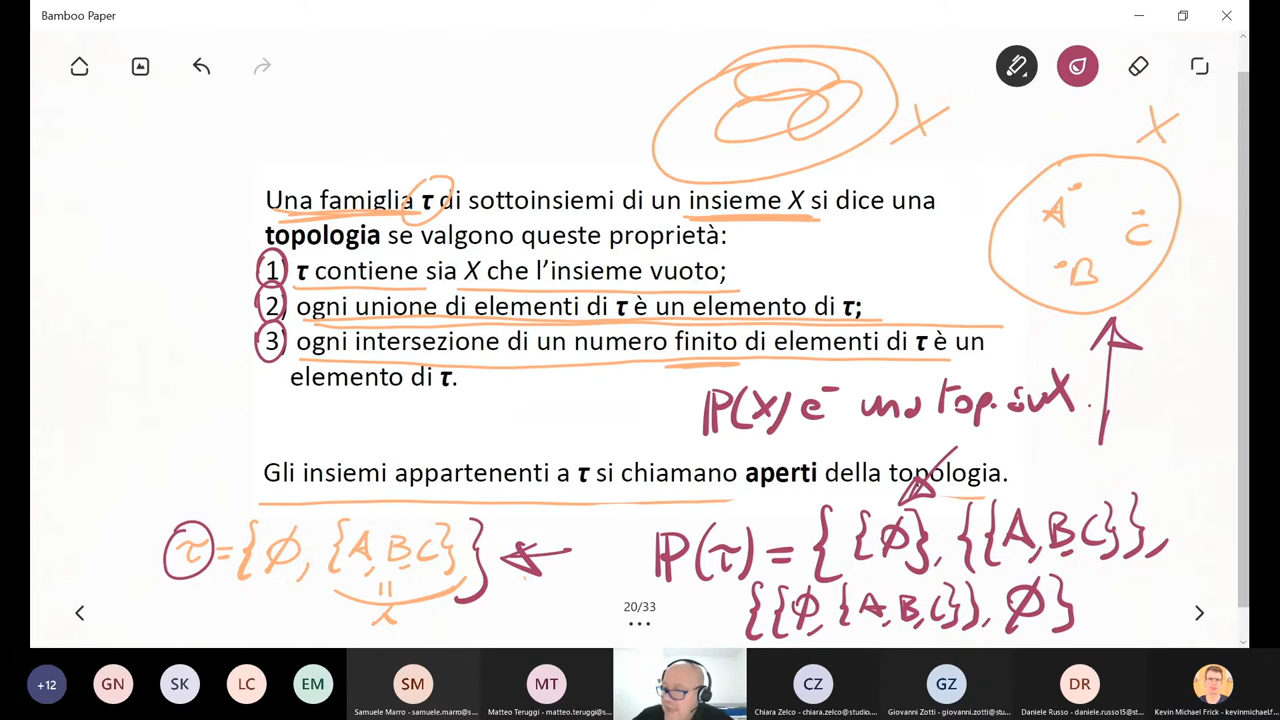 Bamboo Paper
X
X
Una famiglia τ di sottoinsiemi di un insieme X si dice una
topologia se valgono queste proprietà:
1) τ contiene sia X che l'insieme vuoto;
2) ogni unione di elementi di τ è un elemento di τ;
3) ogni intersezione di un numero finito di elementi di τ è un
elemento di τ.
A
C
B
ℙ(X) è una top. su X.
Gli insiemi appartenenti a τ si chiamano aperti della topologia.
τ = {∅, {A, B, C}}
X
ℙ(τ) = { {∅}, {{A, B, C}},
{{∅, {A, B, C}}, ∅}
20/33
+12
GN
SK
LC
EM
SM
MT
CZ
GZ
DR
Samuele Marro - samuele.marro@s...
Matteo Teruggi - matteo.teruggi@s...
Chiara Zelco - chiara.zelco@studio....
Giovanni Zotti - giovanni.zotti@stu...
Daniele Russo - daniele.russo15@st...
Kevin Michael Frick - kevinmichael.f...